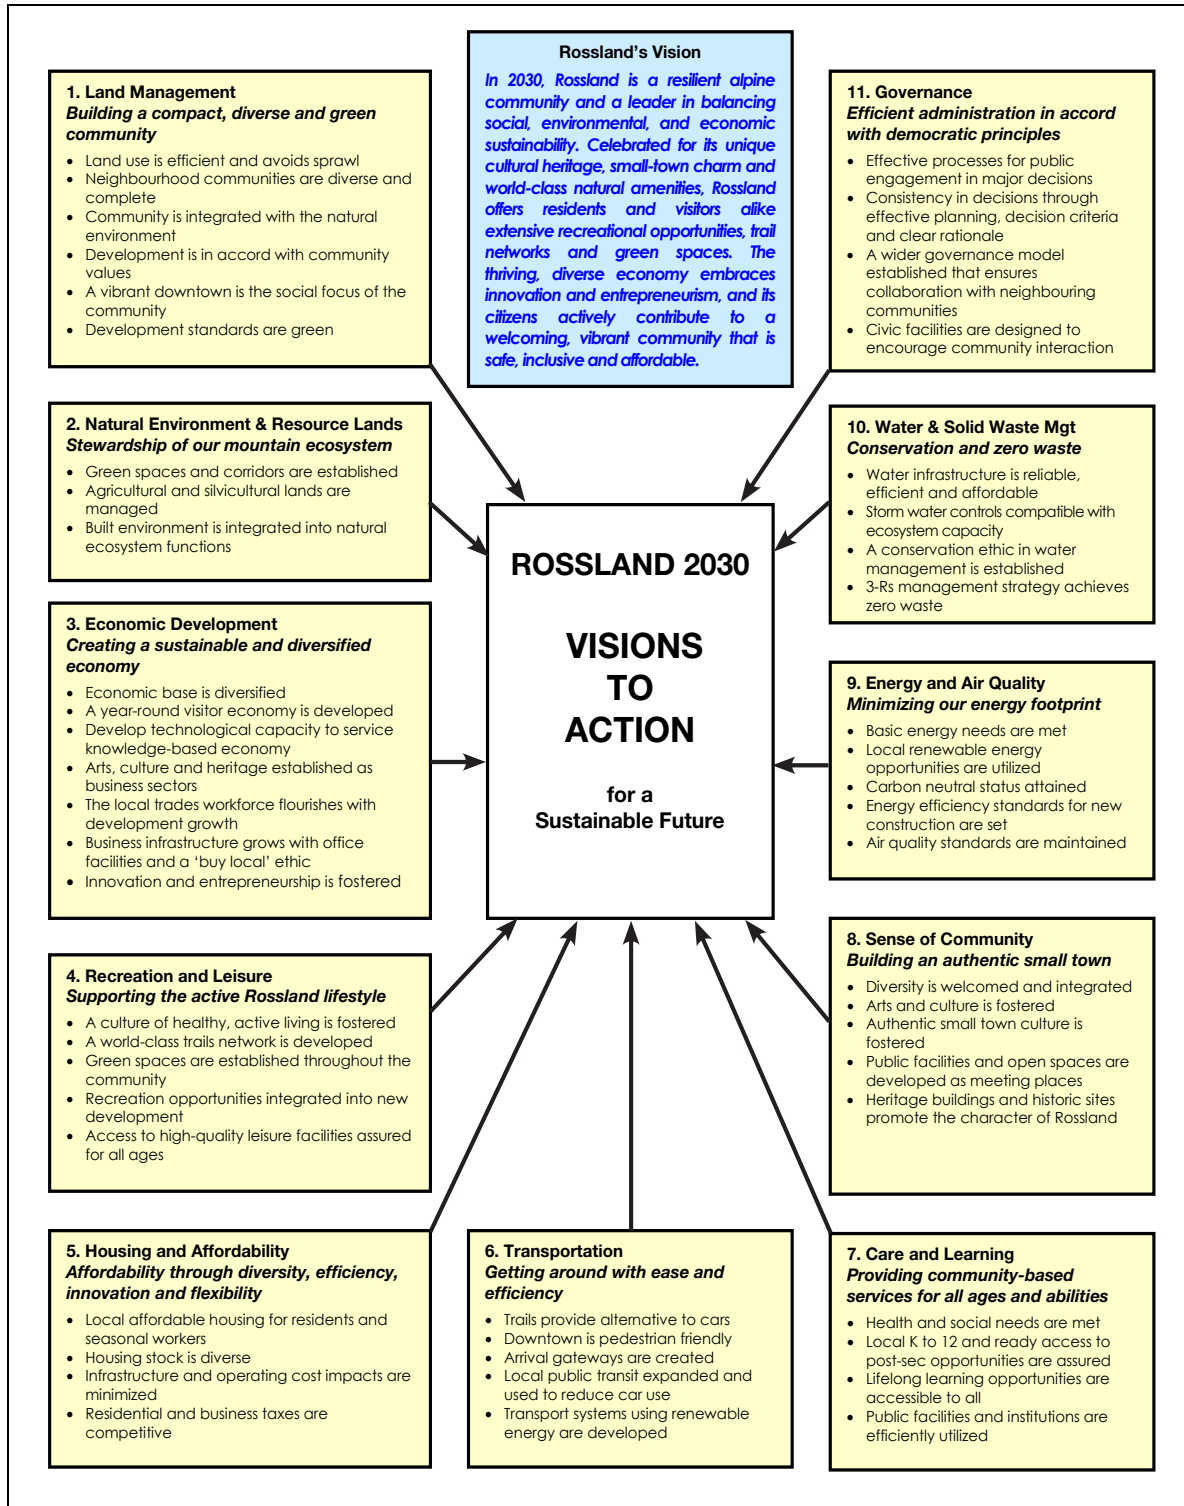 Rossland's Vision
In 2030, Rossland is a resilient alpine
community and a leader in balancing
social, environmental, and economic
sustainability. Celebrated for its unique
cultural heritage, small-town charm and
world-class natural amenities, Rossland
offers residents and visitors alike
extensive recreational opportunities, trail
networks and green spaces. The
thriving, diverse economy embraces
innovation and entrepreneurism, and its
citizens actively contribute to a
welcoming, vibrant community that is
safe, inclusive and affordable.
1. Land Management
Building a compact, diverse and green
community
• Land use is efficient and avoids sprawl
• Neighbourhood communities are diverse and
complete
• Community is integrated with the natural
environment
• Development is in accord with community
values
• A vibrant downtown is the social focus of the
community
• Development standards are green
2. Natural Environment & Resource Lands
Stewardship of our mountain ecosystem
• Green spaces and corridors are established
• Agricultural and silvicultural lands are
managed
• Built environment is integrated into natural
ecosystem functions
3. Economic Development
Creating a sustainable and diversified
economy
• Economic base is diversified
• A year-round visitor economy is developed
• Develop technological capacity to service
knowledge-based economy
• Arts, culture and heritage established as
business sectors
• The local trades workforce flourishes with
development growth
• Business infrastructure grows with office
facilities and a 'buy local' ethic
• Innovation and entrepreneurship is fostered
4. Recreation and Leisure
Supporting the active Rossland lifestyle
• A culture of healthy, active living is fostered
• A world-class trails network is developed
• Green spaces are established throughout the
community
• Recreation opportunities integrated into new
development
• Access to high-quality leisure facilities assured
for all ages
5. Housing and Affordability
Affordability through diversity, efficiency,
innovation and flexibility
• Local affordable housing for residents and
seasonal workers
• Housing stock is diverse
• Infrastructure and operating cost impacts are
minimized
• Residential and business taxes are
competitive
6. Transportation
Getting around with ease and
efficiency
• Trails provide alternative to cars
• Downtown is pedestrian friendly
• Arrival gateways are created
• Local public transit expanded and
used to reduce car use
• Transport systems using renewable
energy are developed
7. Care and Learning
Providing community-based
services for all ages and abilities
• Health and social needs are met
• Local K to 12 and ready access to
post-sec opportunities are assured
• Lifelong learning opportunities are
accessible to all
• Public facilities and institutions are
efficiently utilized
8. Sense of Community
Building an authentic small town
• Diversity is welcomed and integrated
• Arts and culture is fostered
• Authentic small town culture is
fostered
• Public facilities and open spaces are
developed as meeting places
• Heritage buildings and historic sites
promote the character of Rossland
9. Energy and Air Quality
Minimizing our energy footprint
• Basic energy needs are met
• Local renewable energy
opportunities are utilized
• Carbon neutral status attained
• Energy efficiency standards for new
construction are set
• Air quality standards are maintained
10. Water & Solid Waste Mgt
Conservation and zero waste
• Water infrastructure is reliable,
efficient and affordable
• Storm water controls compatible with
ecosystem capacity
• A conservation ethic in water
management is established
• 3-Rs management strategy achieves
zero waste
11. Governance
Efficient administration in accord
with democratic principles
• Effective processes for public
engagement in major decisions
• Consistency in decisions through
effective planning, decision criteria
and clear rationale
• A wider governance model
established that ensures
collaboration with neighbouring
communities
• Civic facilities are designed to
encourage community interaction
ROSSLAND 2030
VISIONS
TO
ACTION
for a
Sustainable Future